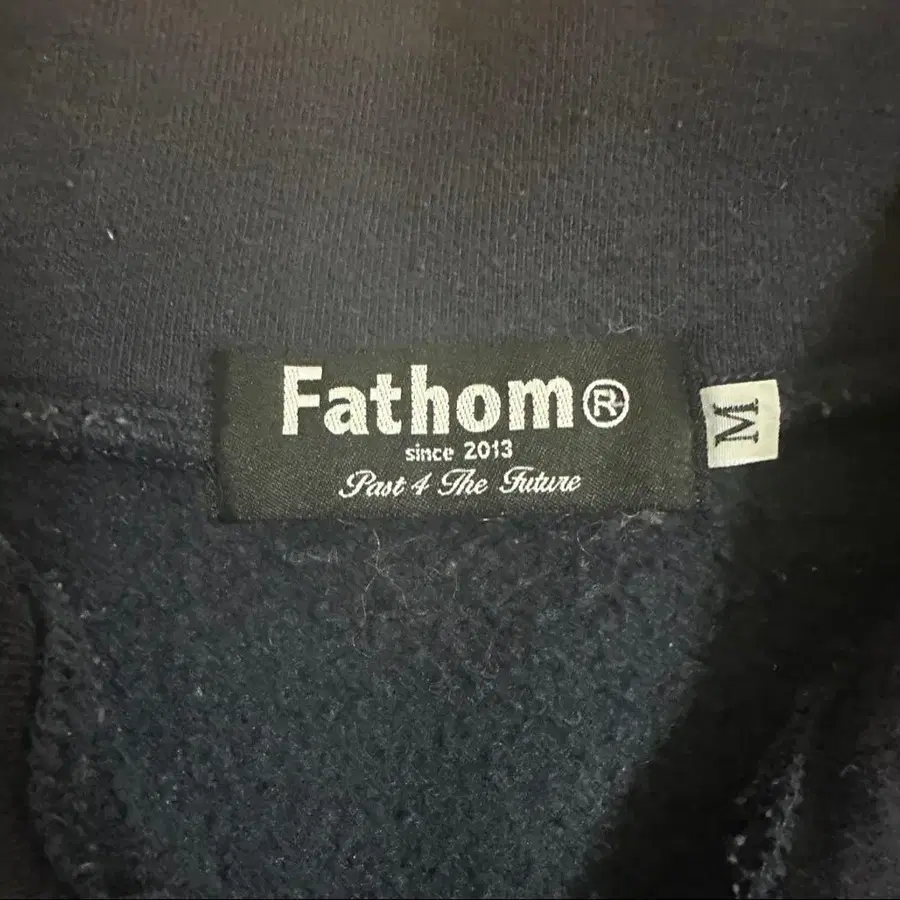 Fathom®
since 2013
Past 4 The Future
M